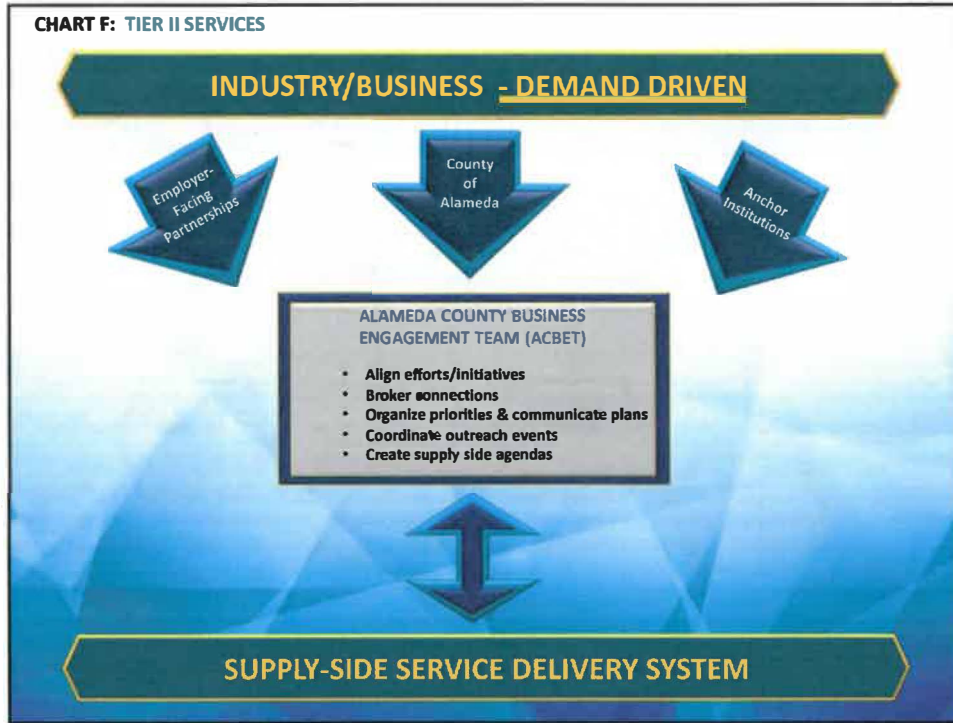 CHART F: TIER II SERVICES
INDUSTRY/BUSINESS - DEMAND DRIVEN
Employer-
Facing
Partnerships
County
of
Alameda
Anchor
Institutions
ALAMEDA COUNTY BUSINESS
ENGAGEMENT TEAM (ACBET)
• Align efforts/initiatives
• Broker connections
• Organize priorities & communicate plans
• Coordinate outreach events
• Create supply side agendas
SUPPLY-SIDE SERVICE DELIVERY SYSTEM